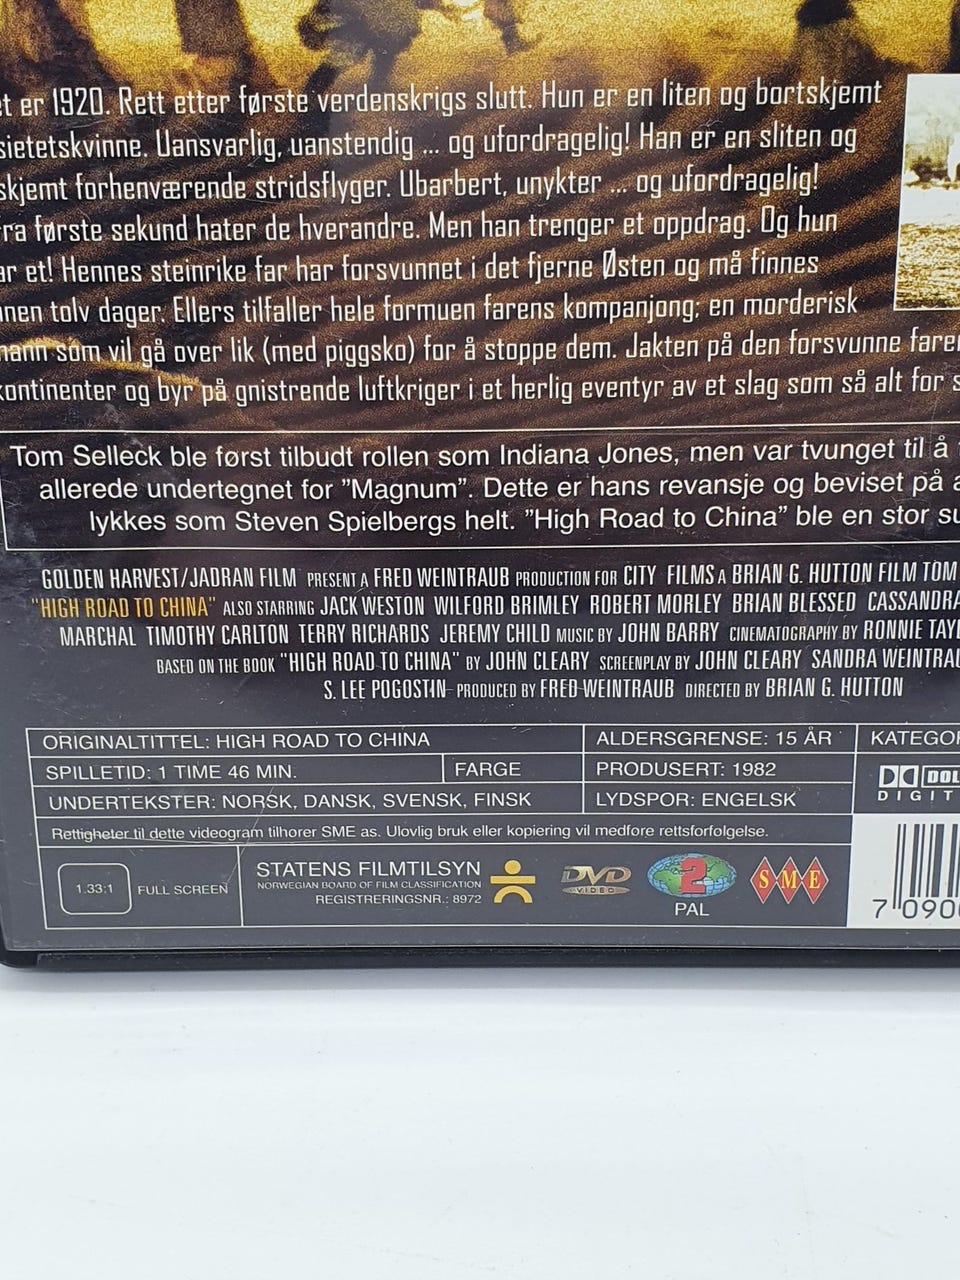 et er 1920. Rett etter første verdenskrigs slutt. Hun er en liten og bortskjemt
sietetskvinne. Uansvarlig, uanstendig ... og ufordragelig! Han er en sliten og
skjemt forhenværende stridsflyger. Ubarbert, unykter ... og ufordragelig!
ra første sekund hater de hverandre. Men han trenger et oppdrag. Og hun
ar et! Hennes steinrike far har forsvunnet i det fjerne Østen og må finnes
nen tolv dager. Ellers tilfaller hele formuen farens kompanjong; en morderisk
mann som vil gå over lik (med piggsko) for å stoppe dem. Jakten på den forsvunne faren
kontinenter og byr på gnistrende luftkriger i et herlig eventyr av et slag som så alt for s
Tom Selleck ble først tilbudt rollen som Indiana Jones, men var tvunget til å
allerede undertegnet for "Magnum". Dette er hans revansje og beviset på a
lykkes som Steven Spielbergs helt. "High Road to China" ble en stor su
GOLDEN HARVEST/JADRAN FILM PRESENT A FRED WEINTRAUB PRODUCTION FOR CITY FILMS A BRIAN G. HUTTON FILM TOM
"HIGH ROAD TO CHINA" ALSO STARRING JACK WESTON WILFORD BRIMLEY ROBERT MORLEY BRIAN BLESSED CASSANDRA
MARCHAL TIMOTHY CARLTON TERRY RICHARDS JEREMY CHILD MUSIC BY JOHN BARRY CINEMATOGRAPHY BY RONNIE TAY
BASED ON THE BOOK "HIGH ROAD TO CHINA" BY JOHN CLEARY SCREENPLAY BY JOHN CLEARY SANDRA WEINTRAU
S. LEE POGOSTIN PRODUCED BY FRED WEINTRAUB DIRECTED BY BRIAN G. HUTTON
ORIGINALTITTEL: HIGH ROAD TO CHINA ALDERSGRENSE: 15 ÅR KATEGOR
SPILLETID: 1 TIME 46 MIN. FARGE PRODUSERT: 1982 DOL
UNDERTEKSTER: NORSK, DANSK, SVENSK, FINSK LYDSPOR: ENGELSK DIGIT
Rettigheter til dette videogram tilhører SME as. Ulovlig bruk eller kopiering vil medføre rettsforfølgelse.
1.33:1 FULL SCREEN
STATENS FILMTILSYN
NORWEGIAN BOARD OF FILM CLASSIFICATION
REGISTRERINGSNR.: 8972
DVD VIDEO
2
PAL
SME
7 090